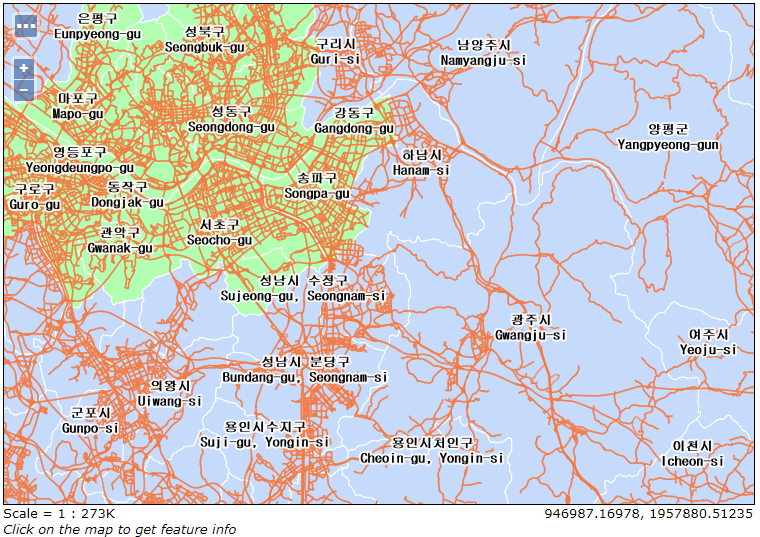 은평구
Eunpyeong-gu
성북구
Seongbuk-gu
구리시
Guri-si
남양주시
Namyangju-si
+
−
마포구
Mapo-gu
성동구
Seongdong-gu
강동구
Gangdong-gu
양평군
Yangpyeong-gun
영등포구
Yeongdeungpo-gu
하남시
Hanam-si
구로구
Guro-gu
동작구
Dongjak-gu
송파구
Songpa-gu
관악구
Gwanak-gu
서초구
Seocho-gu
성남시 수정구
Sujeong-gu, Seongnam-si
광주시
Gwangju-si
여주시
Yeoju-si
성남시 분당구
Bundang-gu, Seongnam-si
의왕시
Uiwang-si
군포시
Gunpo-si
용인시수지구
Suji-gu, Yongin-si
용인시처인구
Cheoin-gu, Yongin-si
이천시
Icheon-si
Scale = 1 : 273K
946987.16978, 1957880.51235
Click on the map to get feature info